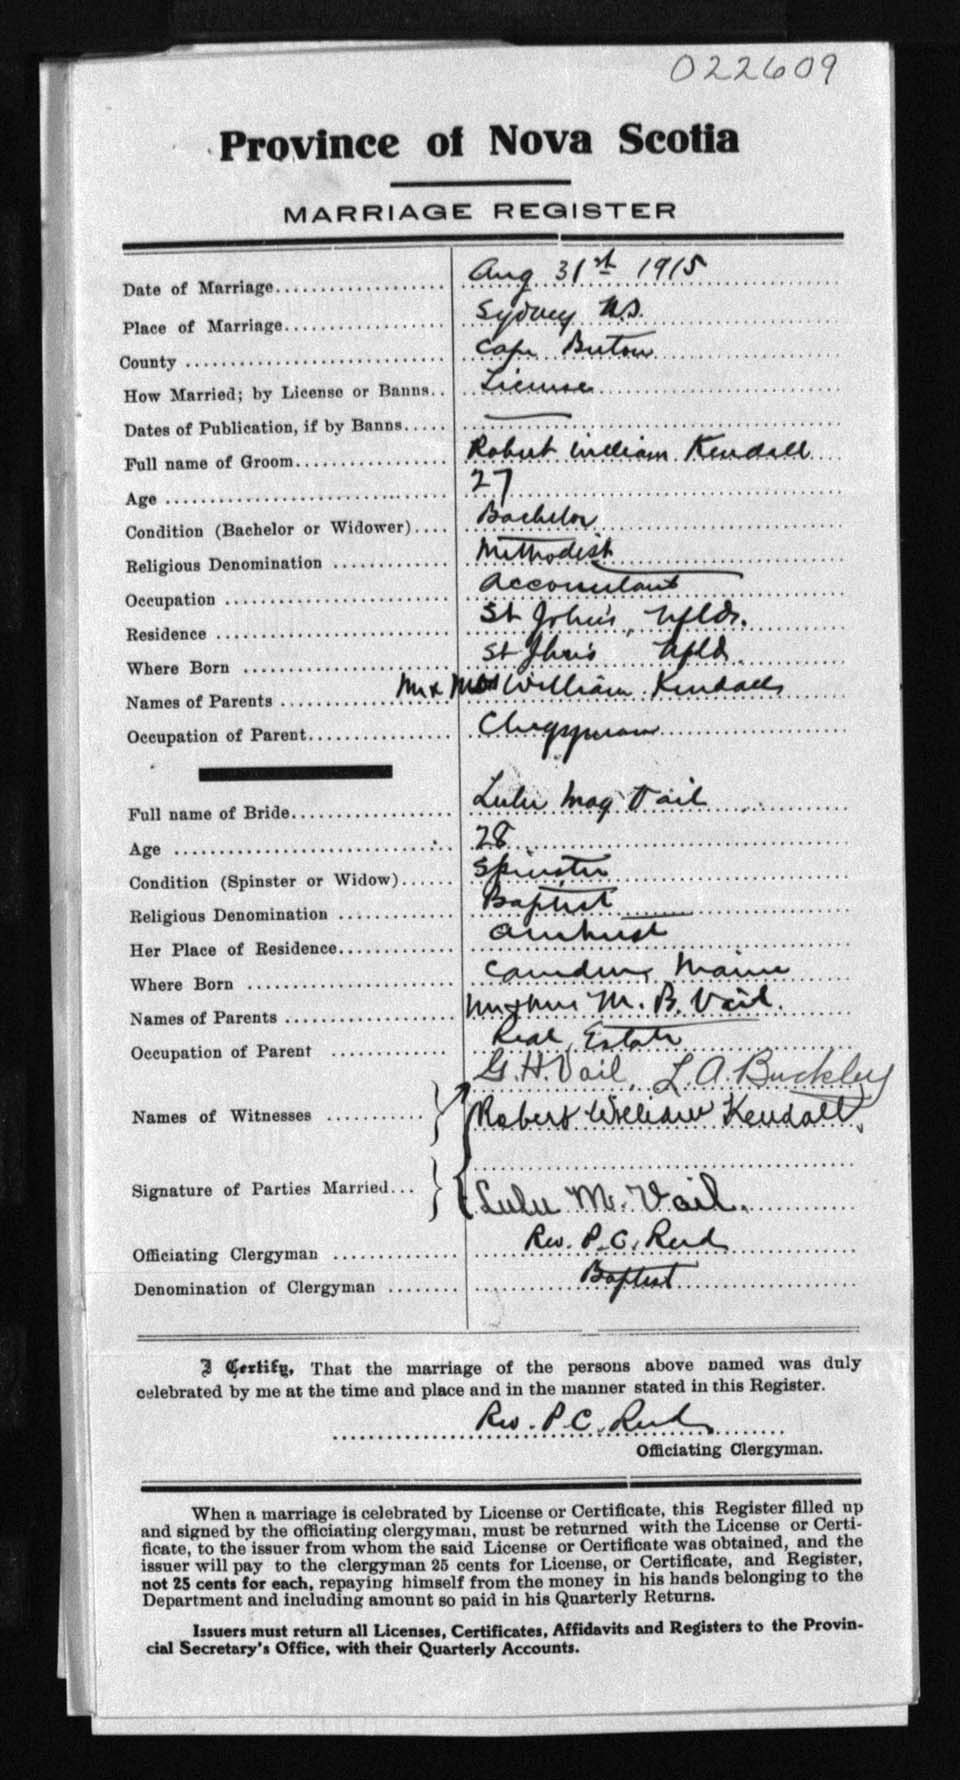 022609
Province of Nova Scotia
MARRIAGE REGISTER
Date of Marriage Aug 31st 1915
Place of Marriage Sydney N.S.
County Cape Breton
How Married; by License or Banns License
Dates of Publication, if by Banns
Full name of Groom Robert William Kendall
Age 27
Condition (Bachelor or Widower) Bachelor
Religious Denomination Methodist
Occupation Accountant
Residence St John's, Nfld.
Where Born St Jhn's Nfld
Names of Parents Mr & Mrs William Kendall
Occupation of Parent Clergyman
Full name of Bride Lulu May Vail
Age 28
Condition (Spinster or Widow) Spinster
Religious Denomination Baptist
Her Place of Residence Amherst
Where Born Camden, Maine
Names of Parents Mr & Mrs M. B. Vail.
Occupation of Parent Real Estate
G. H. Vail, L. A. Buckley
Names of Witnesses Robert William Kendall,
Signature of Parties Married Lulu M. Vail.
Officiating Clergyman Rev. P. C. Reed
Denomination of Clergyman Baptist
I Certify, That the marriage of the persons above named was duly
celebrated by me at the time and place and in the manner stated in this Register.
Rev. P. C. Reed
Officiating Clergyman.
When a marriage is celebrated by License or Certificate, this Register filled up
and signed by the officiating clergyman, must be returned with the License or Certi-
ficate, to the issuer from whom the said License or Certificate was obtained, and the
issuer will pay to the clergyman 25 cents for License, or Certificate, and Register,
not 25 cents for each, repaying himself from the money in his hands belonging to the
Department and including amount so paid in his Quarterly Returns.
Issuers must return all Licenses, Certificates, Affidavits and Registers to the Provin-
cial Secretary's Office, with their Quarterly Accounts.